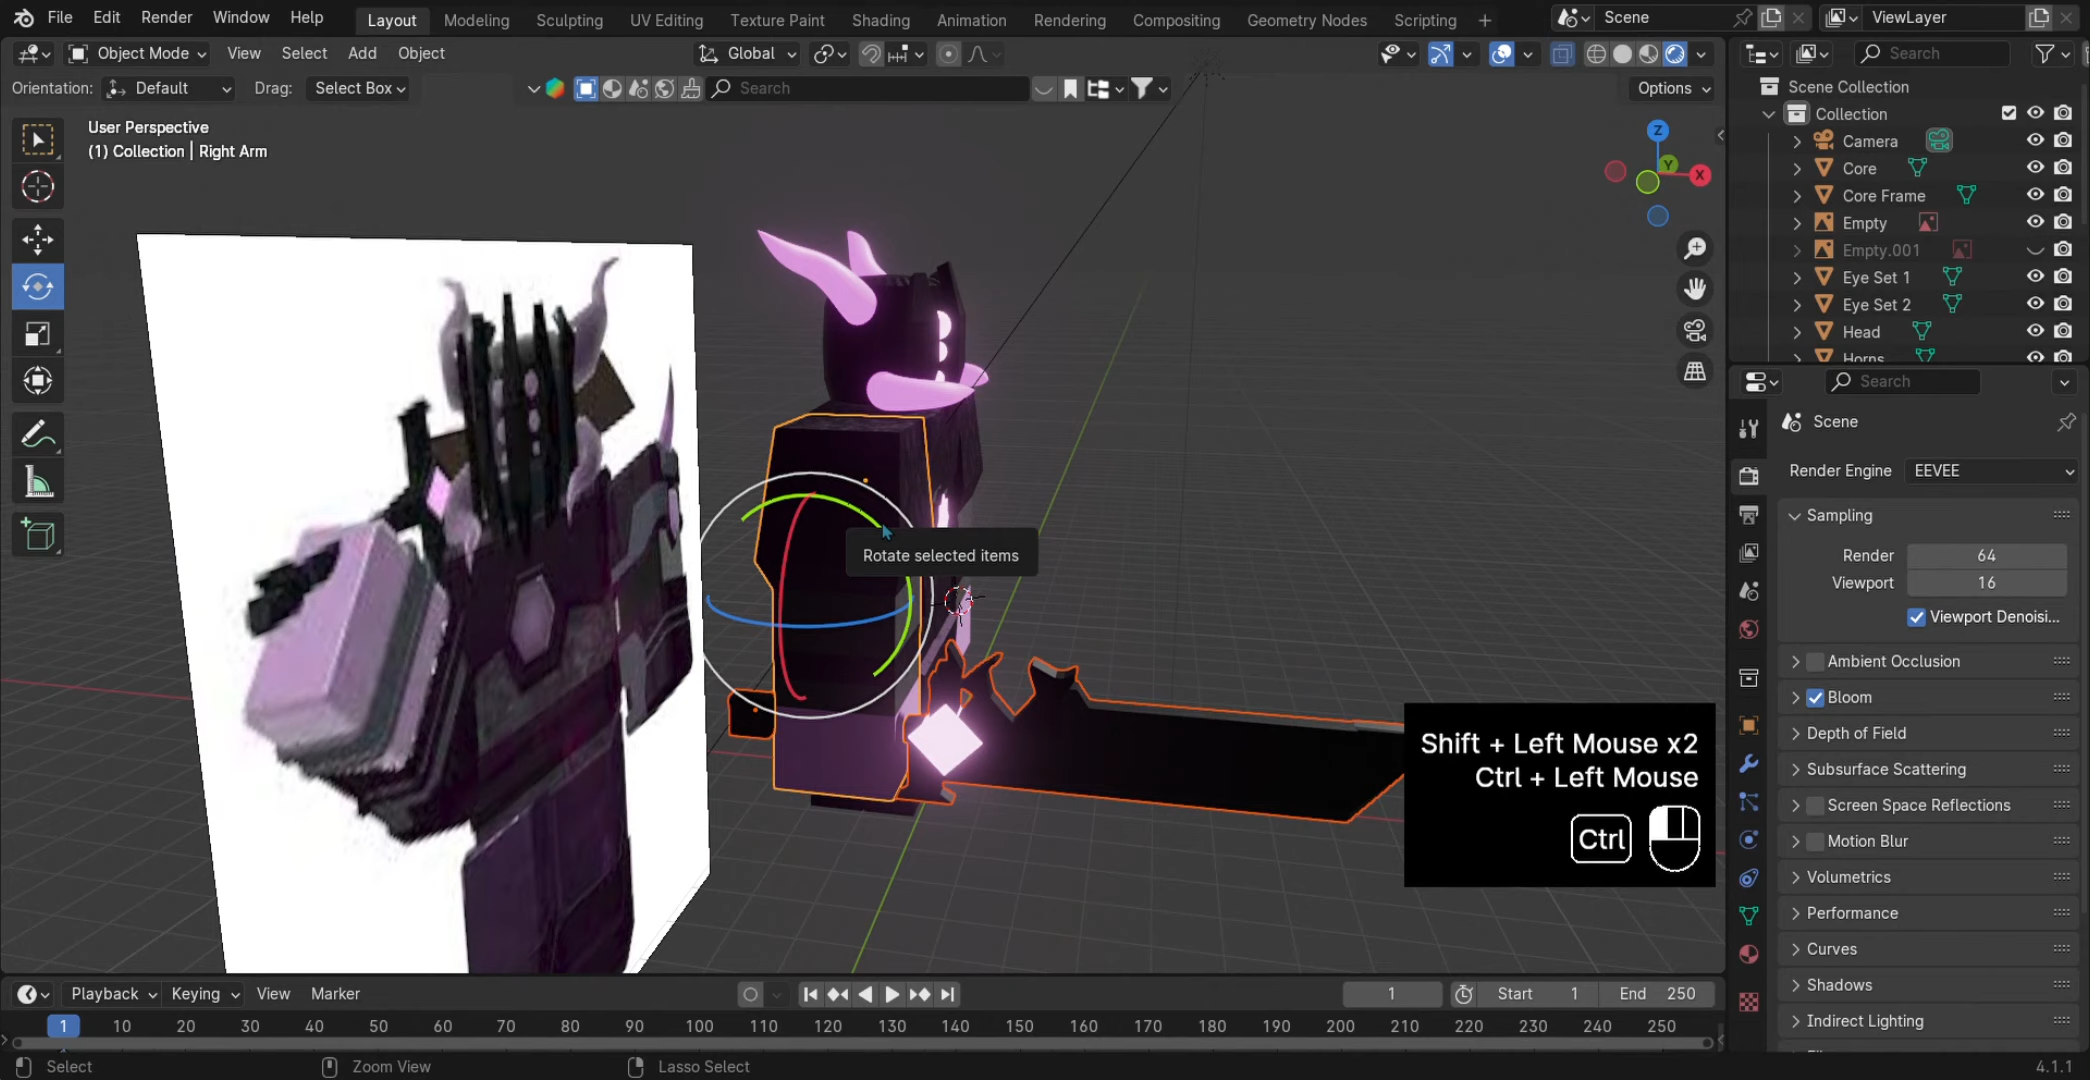 File Edit Render Window Help Layout Modeling Sculpting UV Editing Texture Paint Shading Animation Rendering Compositing Geometry Nodes Scripting + Scene ViewLayer
Object Mode View Select Add Object Global Search
Orientation: Default Drag: Select Box Search Options
User Perspective
(1) Collection | Right Arm
Z
Y
X
Rotate selected items
Shift + Left Mouse x2
Ctrl + Left Mouse
Ctrl
Scene Collection
Collection
Camera
Core
Core Frame
Empty
Empty.001
Eye Set 1
Eye Set 2
Head
Horns
Search
Scene
Render Engine EEVEE
Sampling
Render 64
Viewport 16
Viewport Denoisi...
Ambient Occlusion
Bloom
Depth of Field
Subsurface Scattering
Screen Space Reflections
Motion Blur
Volumetrics
Performance
Curves
Shadows
Indirect Lighting
Playback Keying View Marker 1 Start 1 End 250
1 10 20 30 40 50 60 70 80 90 100 110 120 130 140 150 160 170 180 190 200 210 220 230 240 250
Select Zoom View Lasso Select 4.1.1